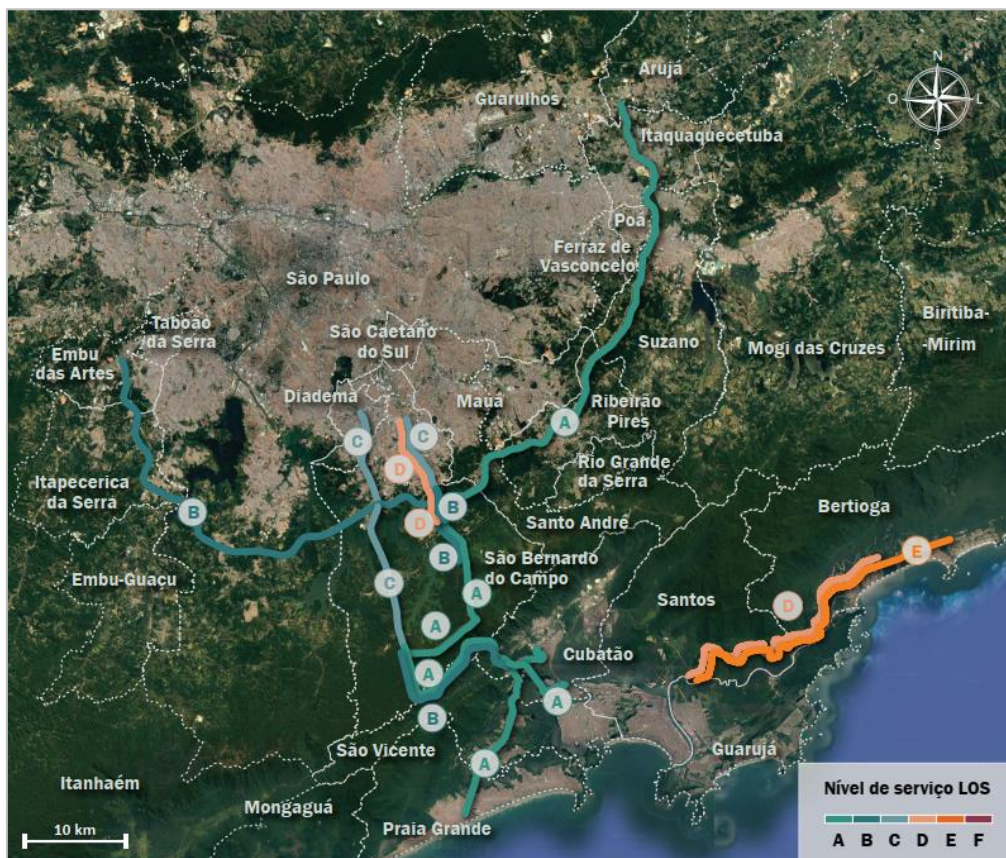 Arujá
N
Guarulhos
O
L
Itaquaquecetuba
S
Poá
Ferraz de
Vasconcelo
São Paulo
Taboão
da Serra
São Caetano
do Sul
Suzano
Mogi das Cruzes
Biritiba-
-Mirim
Embu
das Artes
Diadema
Mauá
Ribeirão
Pires
A
C
C
D
Itapecerica
da Serra
Rio Grande
da Serra
B
B
D
Santo André
Bertioga
B
São Bernardo
do Campo
E
Embu-Guaçu
C
A
Santos
D
A
Cubatão
A
A
B
São Vicente
Guarujá
A
Itanhaém
Mongaguá
Praia Grande
10 km
Nível de serviço LOS
A B C D E F